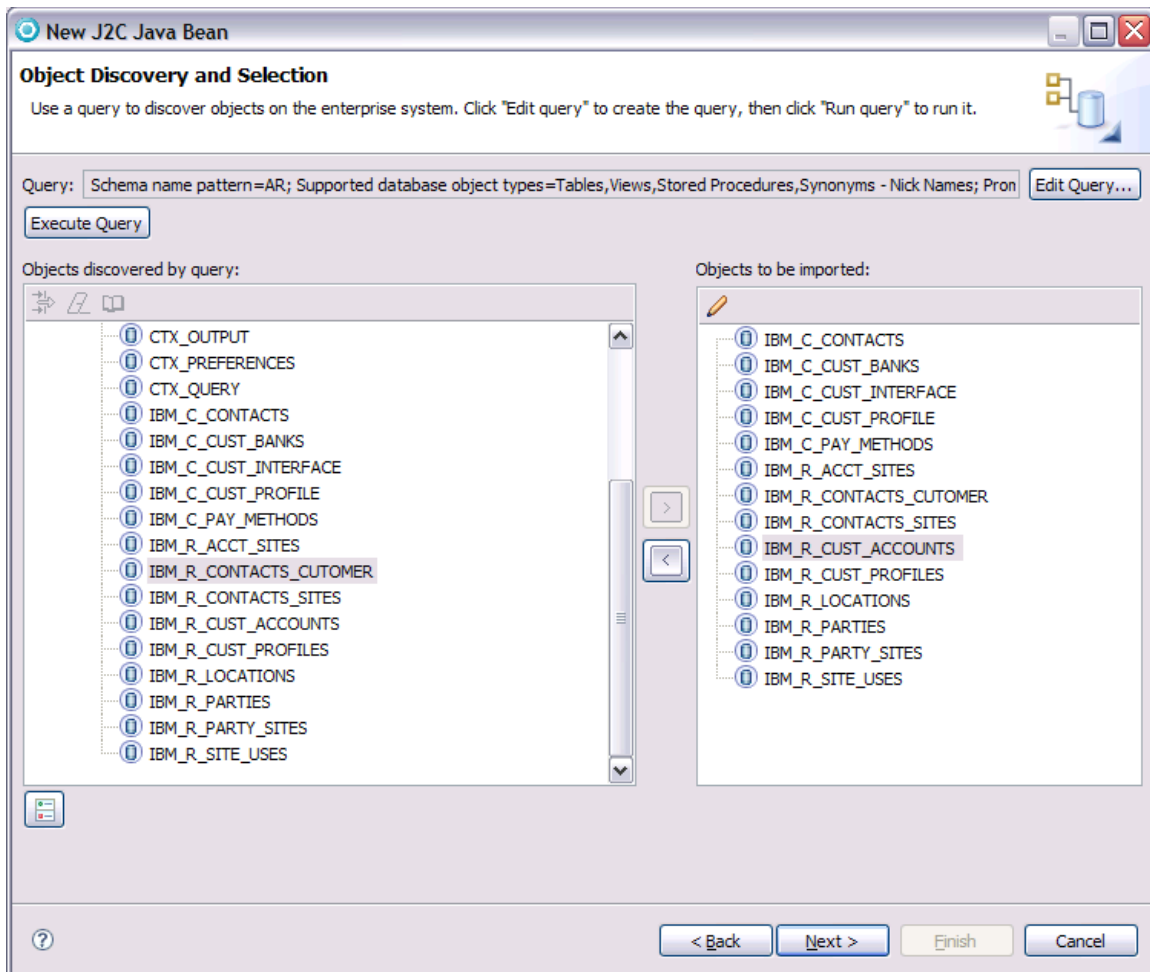 New J2C Java Bean
Object Discovery and Selection
Use a query to discover objects on the enterprise system. Click "Edit query" to create the query, then click "Run query" to run it.
Query: Schema name pattern=AR; Supported database object types=Tables,Views,Stored Procedures,Synonyms - Nick Names; Pron Edit Query...
Execute Query
Objects discovered by query:
CTX_OUTPUT
CTX_PREFERENCES
CTX_QUERY
IBM_C_CONTACTS
IBM_C_CUST_BANKS
IBM_C_CUST_INTERFACE
IBM_C_CUST_PROFILE
IBM_C_PAY_METHODS
IBM_R_ACCT_SITES
IBM_R_CONTACTS_CUTOMER
IBM_R_CONTACTS_SITES
IBM_R_CUST_ACCOUNTS
IBM_R_CUST_PROFILES
IBM_R_LOCATIONS
IBM_R_PARTIES
IBM_R_PARTY_SITES
IBM_R_SITE_USES
>
<
Objects to be imported:
IBM_C_CONTACTS
IBM_C_CUST_BANKS
IBM_C_CUST_INTERFACE
IBM_C_CUST_PROFILE
IBM_C_PAY_METHODS
IBM_R_ACCT_SITES
IBM_R_CONTACTS_CUTOMER
IBM_R_CONTACTS_SITES
IBM_R_CUST_ACCOUNTS
IBM_R_CUST_PROFILES
IBM_R_LOCATIONS
IBM_R_PARTIES
IBM_R_PARTY_SITES
IBM_R_SITE_USES
? < Back Next > Finish Cancel